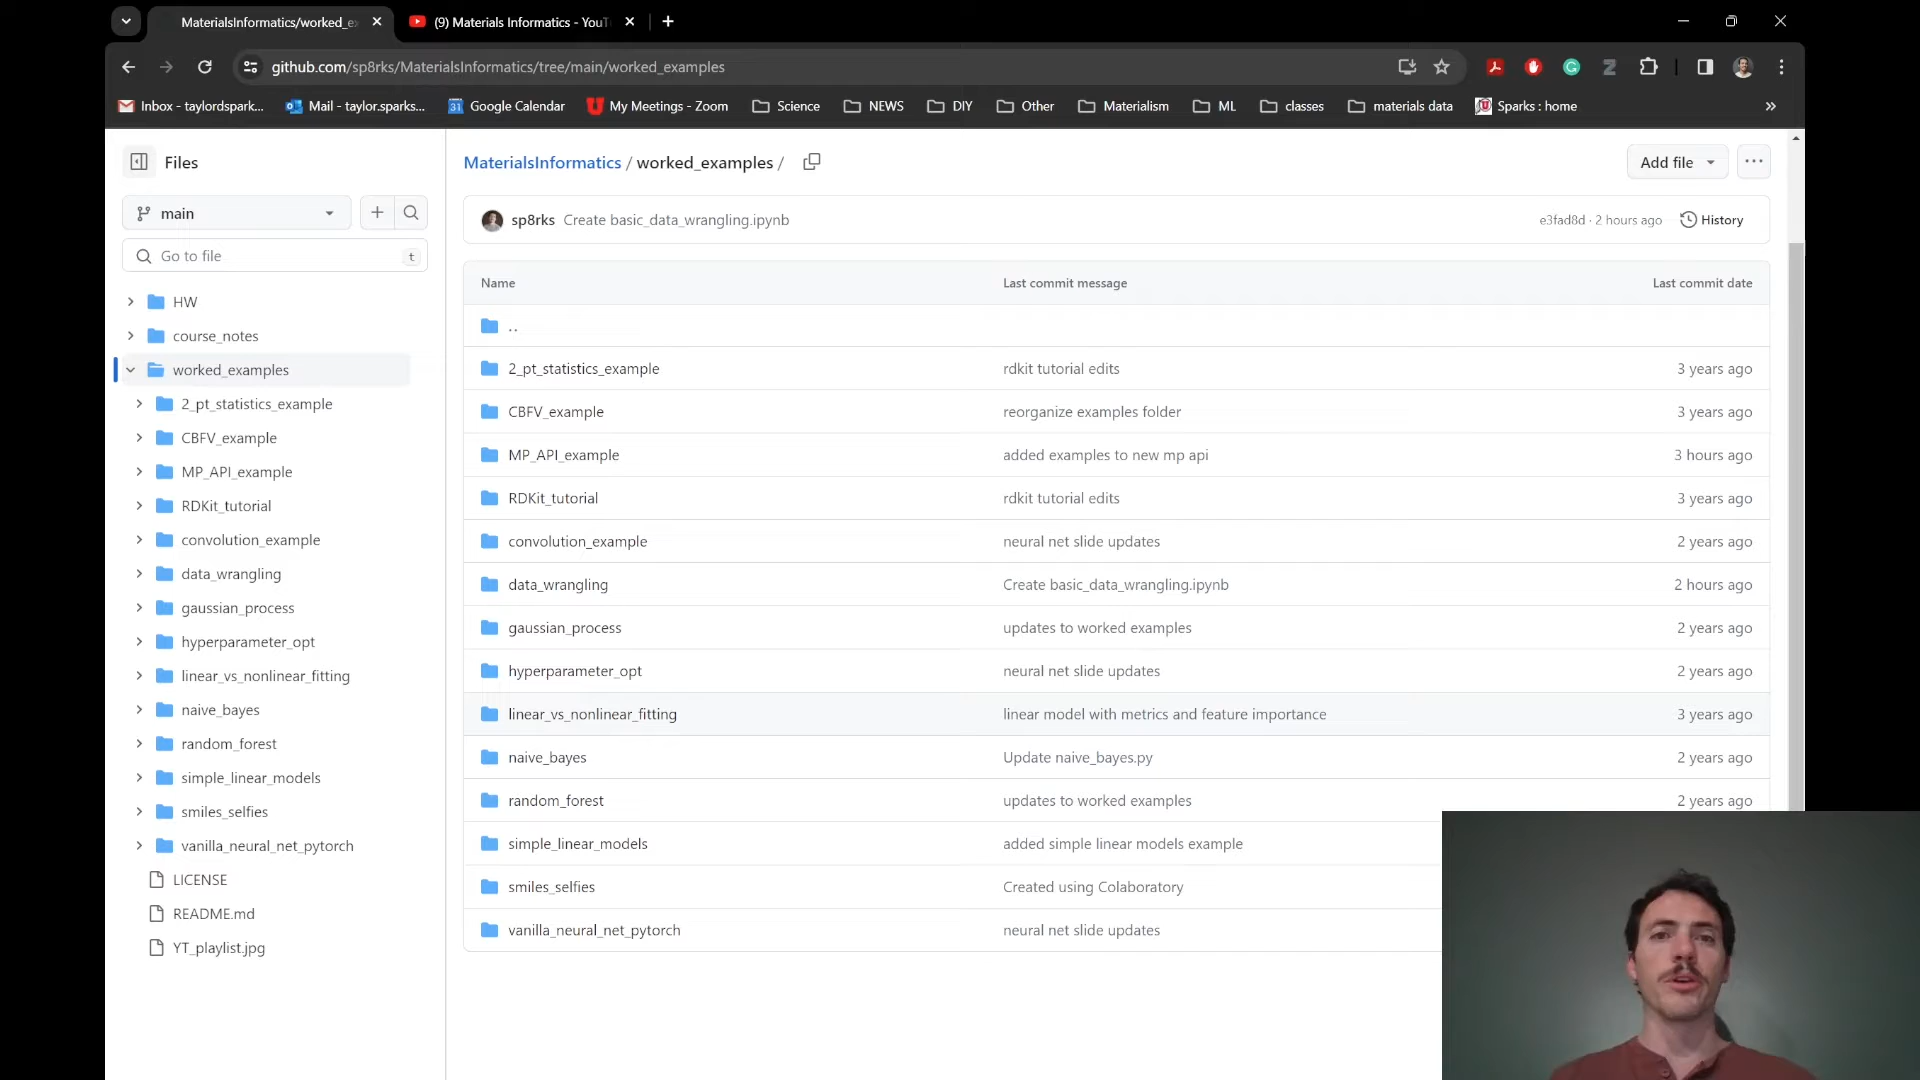 MaterialsInformatics/worked_e
(9) Materials Informatics - YouT
github.com/sp8rks/MaterialsInformatics/tree/main/worked_examples
Inbox - taylordspark...
Mail - taylor.sparks...
31
Google Calendar
My Meetings - Zoom
Science
NEWS
DIY
Other
Materialism
ML
classes
materials data
Sparks : home
»
Files
MaterialsInformatics / worked_examples /
Add file
...
main
sp8rks Create basic_data_wrangling.ipynb
e3fad8d · 2 hours ago
History
Go to file
t
Name
Last commit message
Last commit date
HW
course_notes
worked_examples
2_pt_statistics_example
CBFV_example
MP_API_example
RDKit_tutorial
convolution_example
data_wrangling
gaussian_process
hyperparameter_opt
linear_vs_nonlinear_fitting
naive_bayes
random_forest
simple_linear_models
smiles_selfies
vanilla_neural_net_pytorch
LICENSE
README.md
YT_playlist.jpg
..
2_pt_statistics_example rdkit tutorial edits 3 years ago
CBFV_example reorganize examples folder 3 years ago
MP_API_example added examples to new mp api 3 hours ago
RDKit_tutorial rdkit tutorial edits 3 years ago
convolution_example neural net slide updates 2 years ago
data_wrangling Create basic_data_wrangling.ipynb 2 hours ago
gaussian_process updates to worked examples 2 years ago
hyperparameter_opt neural net slide updates 2 years ago
linear_vs_nonlinear_fitting linear model with metrics and feature importance 3 years ago
naive_bayes Update naive_bayes.py 2 years ago
random_forest updates to worked examples 2 years ago
simple_linear_models added simple linear models example
smiles_selfies Created using Colaboratory
vanilla_neural_net_pytorch neural net slide updates